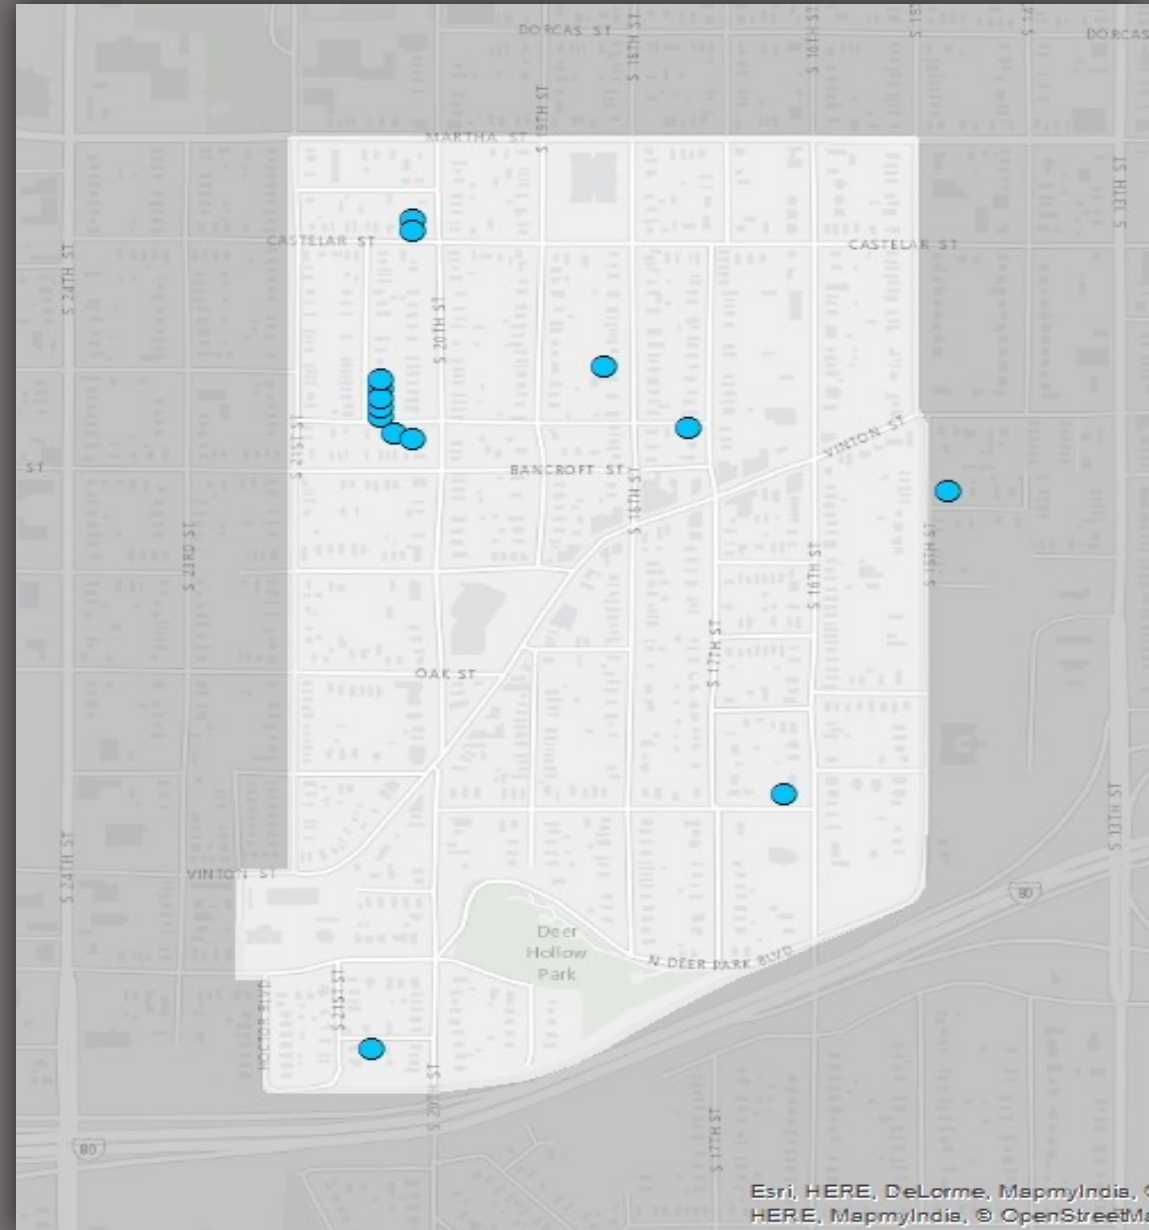 DORCAS ST
DORCAS
S 18TH ST
S 16TH ST
S 19TH ST
MARTHA ST
S 13TH ST
CASTELAR ST
CASTELAR ST
S 24TH ST
S 20TH ST
VINTON ST
S 21ST ST
ST
BANCROFT ST
S 18TH ST
S 23RD ST
S 15TH ST
S 16TH ST
S 17TH ST
OAK ST
S 13TH ST
S 24TH ST
VINTON ST
80
Deer
Hollow
Park
N DEER PARK BLVD
S 21ST ST
HOCTOR BLVD
S 20TH ST
S 17TH ST
80
Esri, HERE, DeLorme, MapmyIndia, ©
HERE, MapmyIndia, © OpenStreetMa